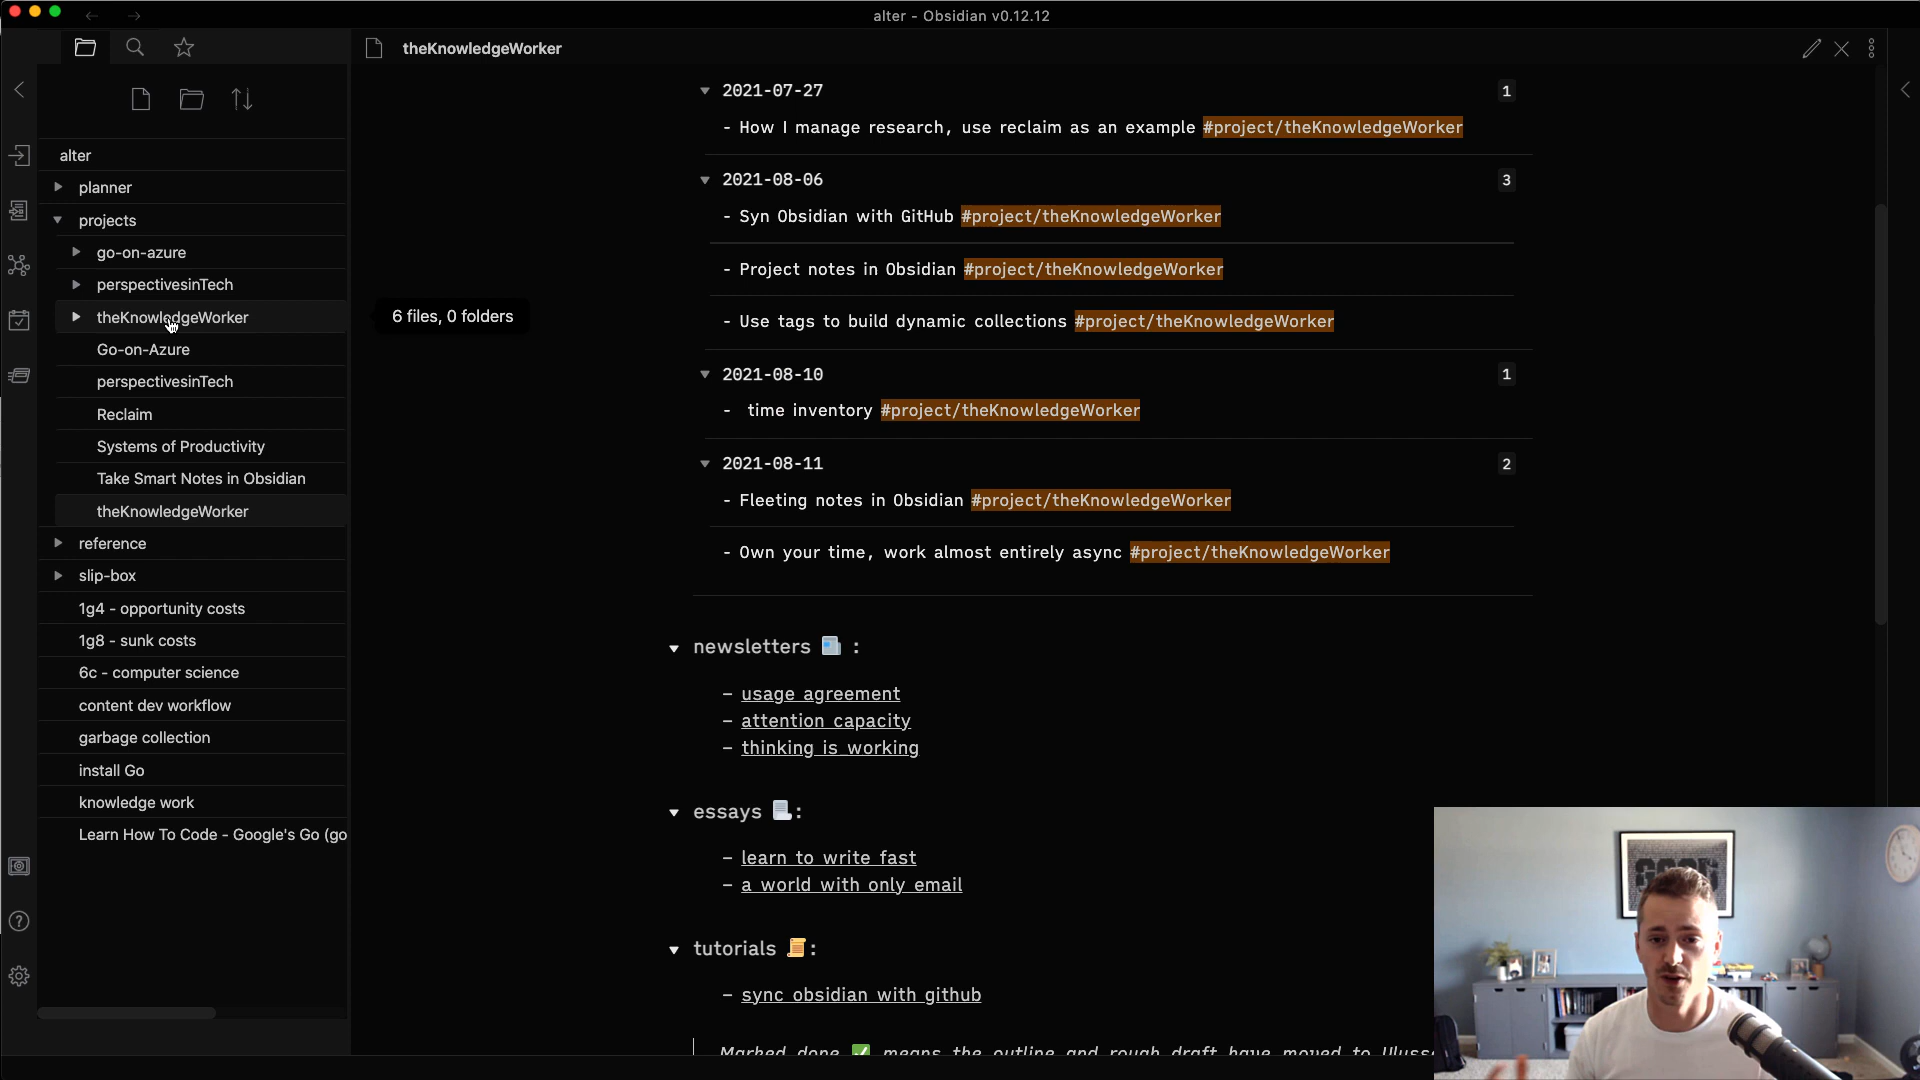 alter - Obsidian v0.12.12
theKnowledgeWorker
alter
planner
projects
go-on-azure
perspectivesinTech
theKnowledgeWorker
Go-on-Azure
perspectivesinTech
Reclaim
Systems of Productivity
Take Smart Notes in Obsidian
theKnowledgeWorker
reference
slip-box
1g4 - opportunity costs
1g8 - sunk costs
6c - computer science
content dev workflow
garbage collection
install Go
knowledge work
Learn How To Code - Google's Go (go
6 files, 0 folders
2021-07-27 1
- How I manage research, use reclaim as an example #project/theKnowledgeWorker
2021-08-06 3
- Syn Obsidian with GitHub #project/theKnowledgeWorker
- Project notes in Obsidian #project/theKnowledgeWorker
- Use tags to build dynamic collections #project/theKnowledgeWorker
2021-08-10 1
- time inventory #project/theKnowledgeWorker
2021-08-11 2
- Fleeting notes in Obsidian #project/theKnowledgeWorker
- Own your time, work almost entirely async #project/theKnowledgeWorker
newsletters 📰 :
- usage agreement
- attention capacity
- thinking is working
essays 📃:
- learn to write fast
- a world with only email
tutorials 📜:
- sync obsidian with github
Marked done ✅ means the outline and rough draft have moved to Ulyss